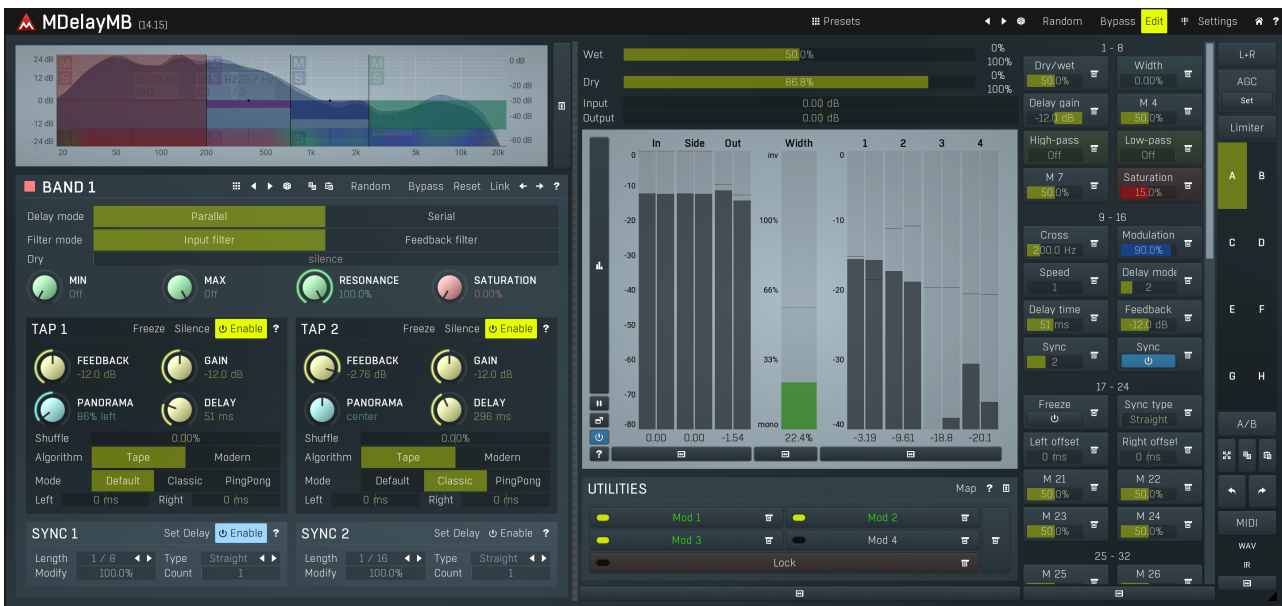 MDelayMB (14.15)
Presets
Random Bypass Edit Settings ?
24 dB
12 dB
0 dB
-12 dB
-24 dB
M M M
S S S
0 dB
-20 dB
-30 dB
-40 dB
-60 dB
20 50 100 200 500 1k 2k 5k 10k 20k
BAND 1 Random Bypass Reset Link ?
Delay mode Parallel Serial
Filter mode Input filter Feedback filter
Dry silence
MIN
Off
MAX
Off
RESONANCE
100.0%
SATURATION
0.00%
TAP 1 Freeze Silence Enable ?
FEEDBACK
-12.0 dB
GAIN
-12.0 dB
PANORAMA
86% left
DELAY
51 ms
Shuffle 0.00%
Algorithm Tape Modern
Mode Default Classic PingPong
Left 0 ms Right 0 ms
TAP 2 Freeze Silence Enable ?
FEEDBACK
-2.76 dB
GAIN
-12.0 dB
PANORAMA
center
DELAY
296 ms
Shuffle 0.00%
Algorithm Tape Modern
Mode Default Classic PingPong
Left 0 ms Right 0 ms
SYNC 1 Set Delay Enable ?
Length 1 / 8 Type Straight
Modify 100.0% Count 1
SYNC 2 Set Delay Enable ?
Length 1 / 16 Type Straight
Modify 100.0% Count 1
Wet 50.0% 0%
100%
Dry 86.8% 0%
100%
Input 0.00 dB
Output 0.00 dB
In Side Out Width 1 2 3 4
0
-10
-20
-30
-40
-50
-60
-70
-80
inv
100%
66%
33%
mono
0
-10
-20
-30
-40
0.00 0.00 -1.54 22.4% -3.19 -9.61 -18.8 -20.1
?
UTILITIES Map ?
Mod 1 Mod 2
Mod 3 Mod 4
Lock
1 - 8
Dry/wet
50.0%
Width
0.00%
Delay gain
-12.0 dB
M 4
50.0%
High-pass
Off
Low-pass
Off
M 7
50.0%
Saturation
15.0%
9 - 16
Cross
200.0 Hz
Modulation
90.0%
Speed
1
Delay mode
2
Delay time
51 ms
Feedback
-12.0 dB
Sync
2
Sync
17 - 24
Freeze
Sync type
Straight
Left offset
0 ms
Right offset
0 ms
M 21
50.0%
M 22
50.0%
M 23
50.0%
M 24
50.0%
25 - 32
M 25
M 26
L+R
AGC
Set
Limiter
A B
C D
E F
G H
A/B
MIDI
WAV
IR